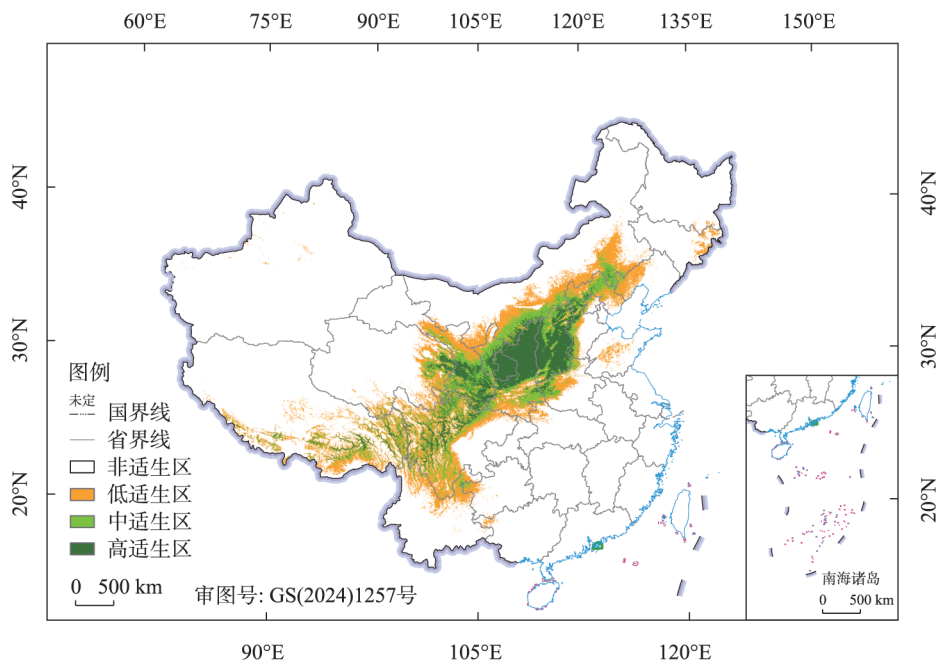 60°E 75°E 90°E 105°E 120°E 135°E 150°E
40°N 40°N
30°N 30°N
20°N 20°N
图例
未定
国界线
省界线
非适生区
低适生区
中适生区
高适生区
0 500 km
审图号: GS(2024)1257号
南海诸岛
0 500 km
90°E 105°E 120°E